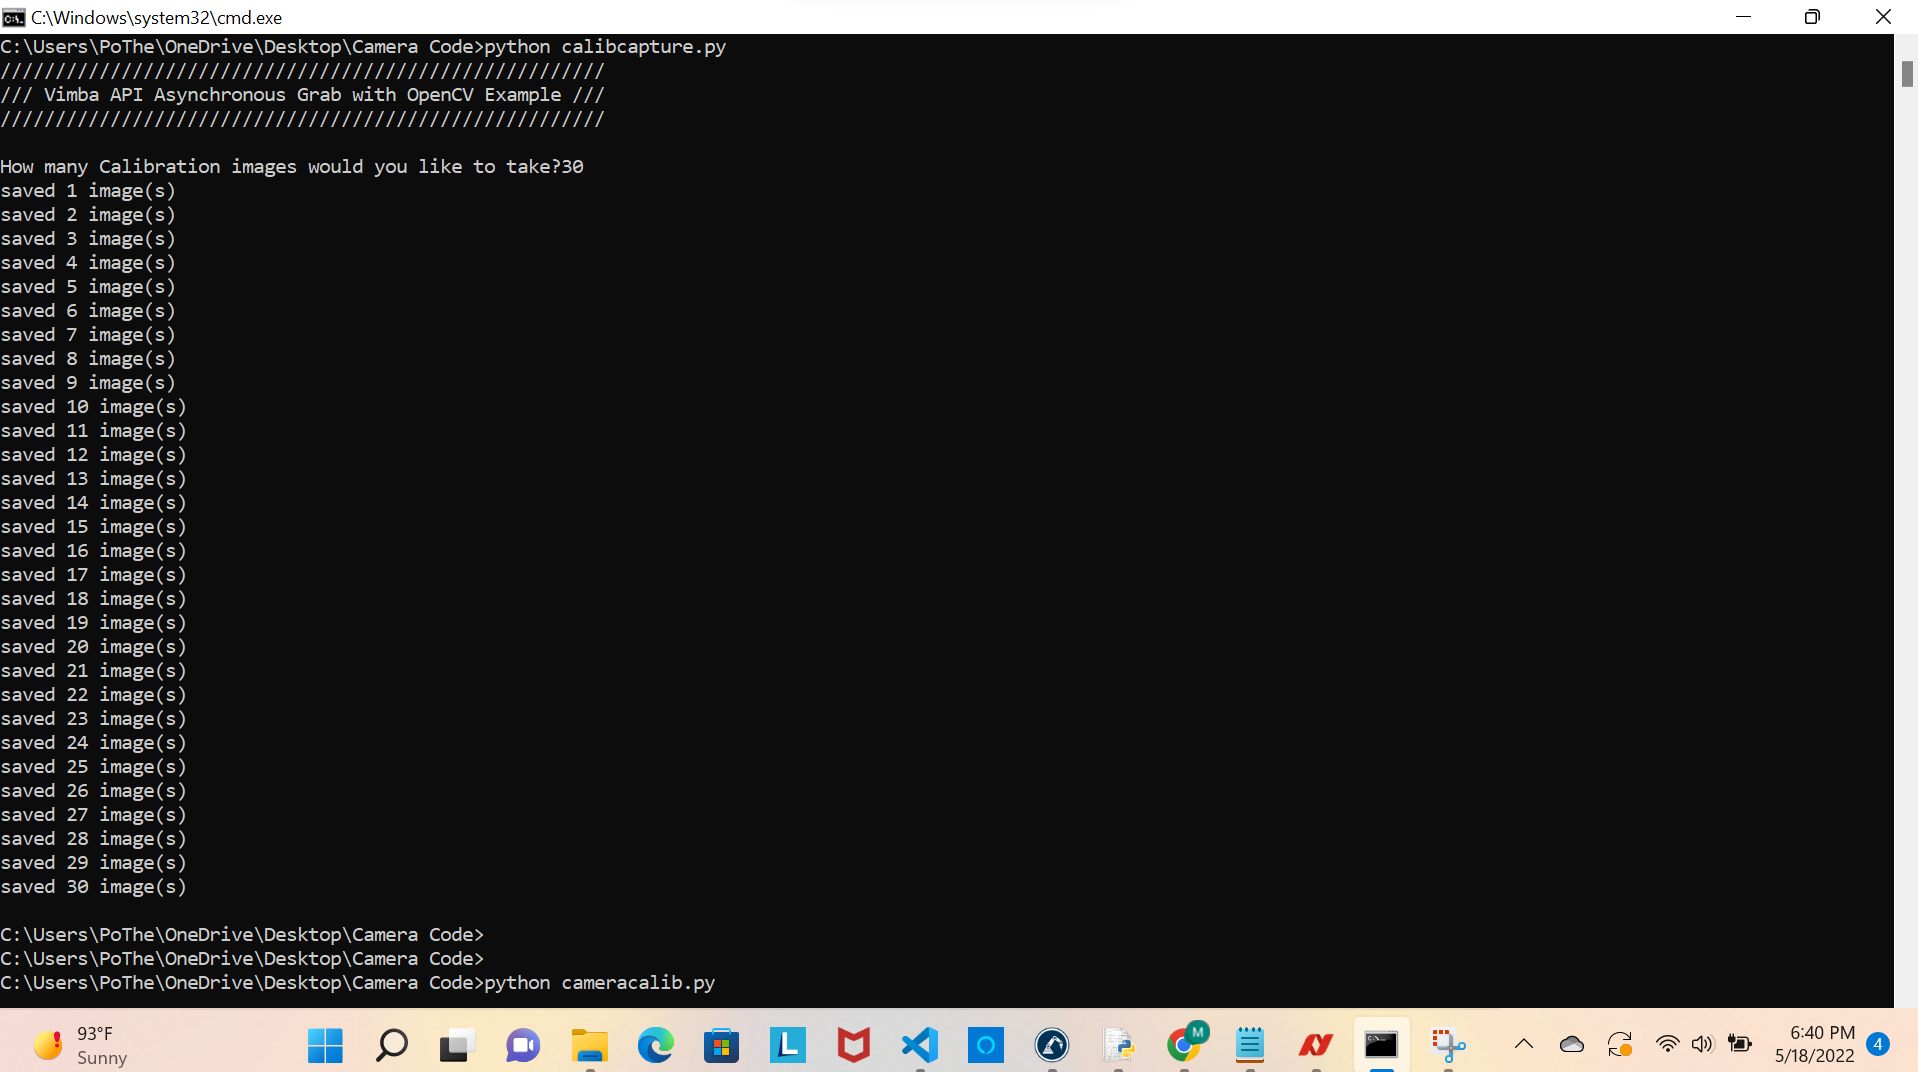 C:\Windows\system32\cmd.exe
C:\Users\PoThe\OneDrive\Desktop\Camera Code>python calibcapture.py
///////////////////////////////////////////////////////
/// Vimba API Asynchronous Grab with OpenCV Example ///
///////////////////////////////////////////////////////
How many Calibration images would you like to take?30
saved 1 image(s)
saved 2 image(s)
saved 3 image(s)
saved 4 image(s)
saved 5 image(s)
saved 6 image(s)
saved 7 image(s)
saved 8 image(s)
saved 9 image(s)
saved 10 image(s)
saved 11 image(s)
saved 12 image(s)
saved 13 image(s)
saved 14 image(s)
saved 15 image(s)
saved 16 image(s)
saved 17 image(s)
saved 18 image(s)
saved 19 image(s)
saved 20 image(s)
saved 21 image(s)
saved 22 image(s)
saved 23 image(s)
saved 24 image(s)
saved 25 image(s)
saved 26 image(s)
saved 27 image(s)
saved 28 image(s)
saved 29 image(s)
saved 30 image(s)
C:\Users\PoThe\OneDrive\Desktop\Camera Code>
C:\Users\PoThe\OneDrive\Desktop\Camera Code>
C:\Users\PoThe\OneDrive\Desktop\Camera Code>python cameracalib.py
93°F
Sunny
L
M
6:40 PM
5/18/2022
4